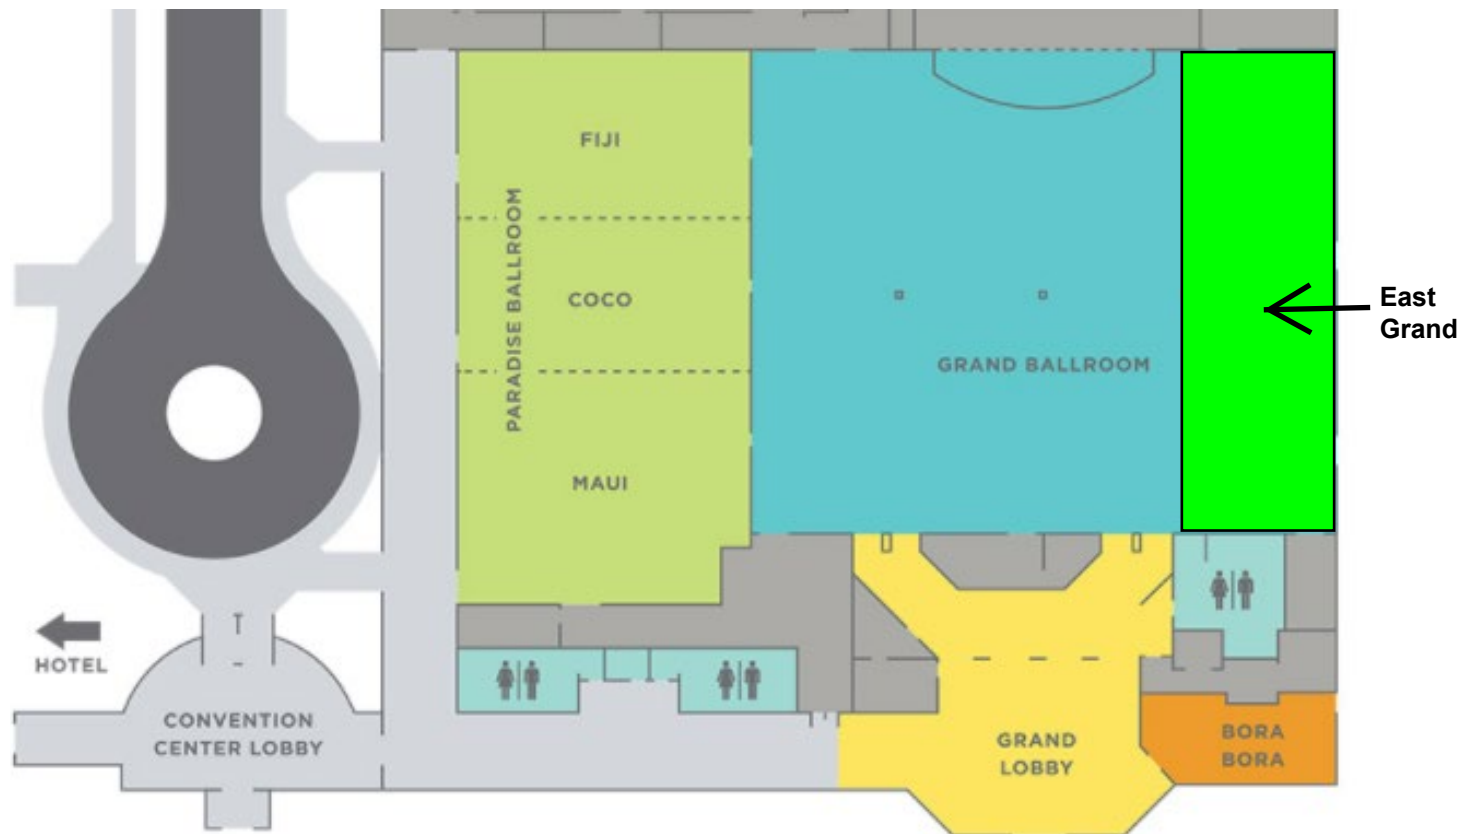 FIJI
PARADISE BALLROOM
COCO
MAUI
GRAND BALLROOM
East
Grand
HOTEL
CONVENTION
CENTER LOBBY
GRAND
LOBBY
BORA
BORA